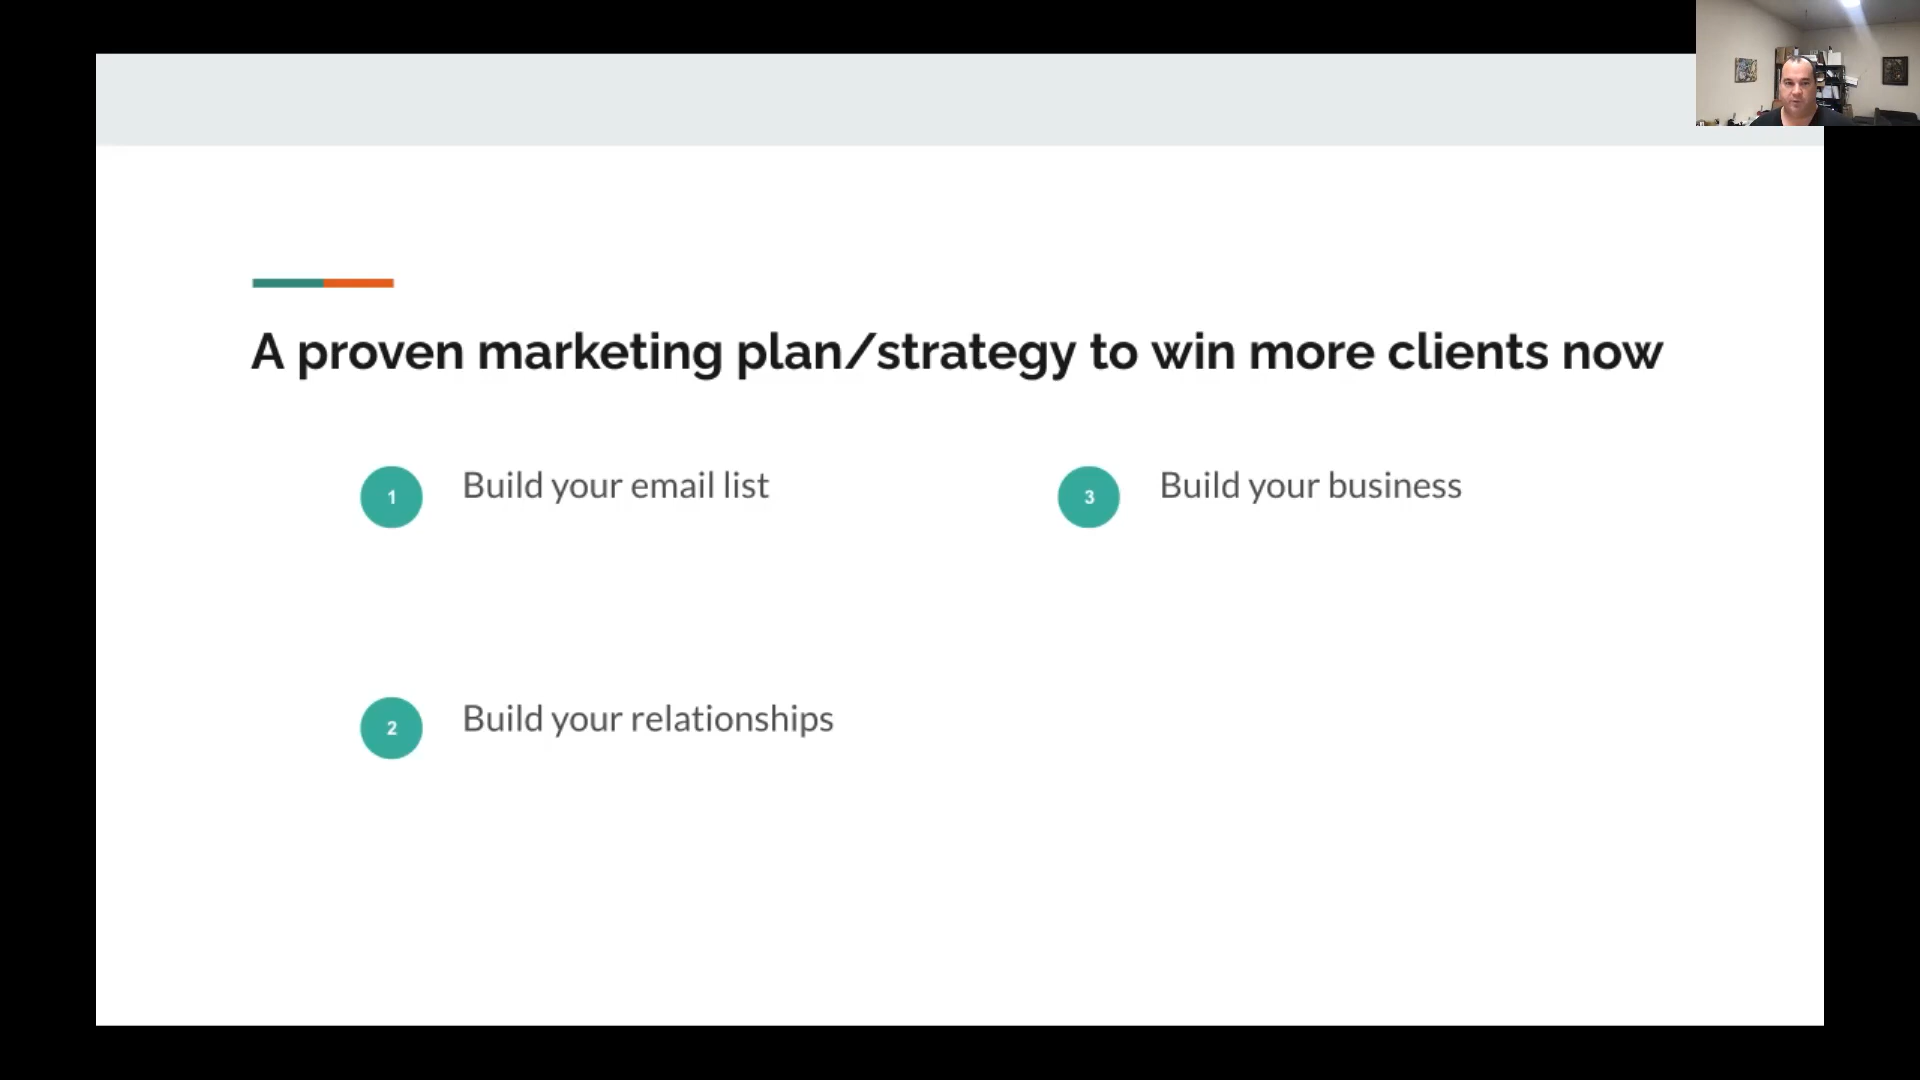 A proven marketing plan/strategy to win more clients now
1 Build your email list
2 Build your relationships
3 Build your business